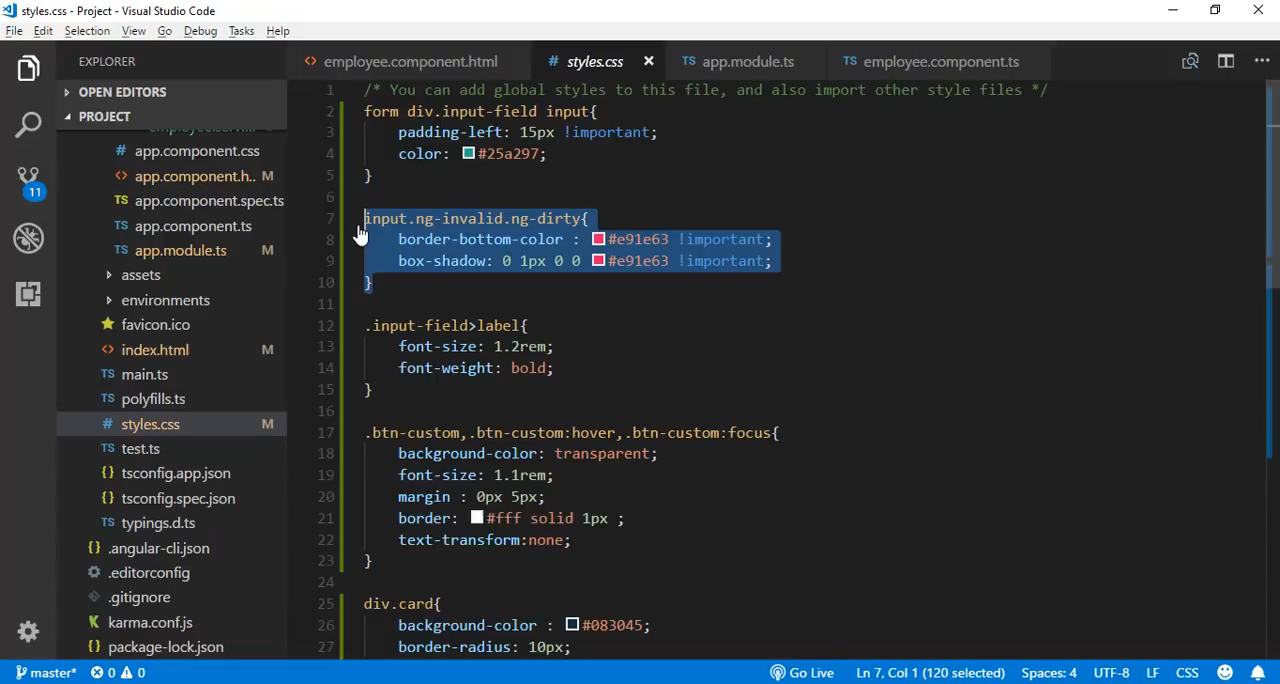 styles.css - Project - Visual Studio Code
File Edit Selection View Go Debug Tasks Help
EXPLORER
employee.component.html
styles.css
app.module.ts
employee.component.ts
OPEN EDITORS
PROJECT
app.component.css
app.component.h.. M
app.component.spec.ts
app.component.ts
app.module.ts M
assets
environments
favicon.ico
index.html M
main.ts
polyfills.ts
styles.css M
test.ts
tsconfig.app.json
tsconfig.spec.json
typings.d.ts
.angular-cli.json
.editorconfig
.gitignore
karma.conf.js
package-lock.json
11
1 /* You can add global styles to this file, and also import other style files */
2 form div.input-field input{
3 padding-left: 15px !important;
4 color: #25a297;
5 }
6
7 input.ng-invalid.ng-dirty{
8 border-bottom-color : #e91e63 !important;
9 box-shadow: 0 1px 0 0 #e91e63 !important;
10 }
11
12 .input-field>label{
13 font-size: 1.2rem;
14 font-weight: bold;
15 }
16
17 .btn-custom,.btn-custom:hover,.btn-custom:focus{
18 background-color: transparent;
19 font-size: 1.1rem;
20 margin : 0px 5px;
21 border: #fff solid 1px ;
22 text-transform:none;
23 }
24
25 div.card{
26 background-color : #083045;
27 border-radius: 10px;
master* 0 0 Go Live Ln 7, Col 1 (120 selected) Spaces: 4 UTF-8 LF CSS